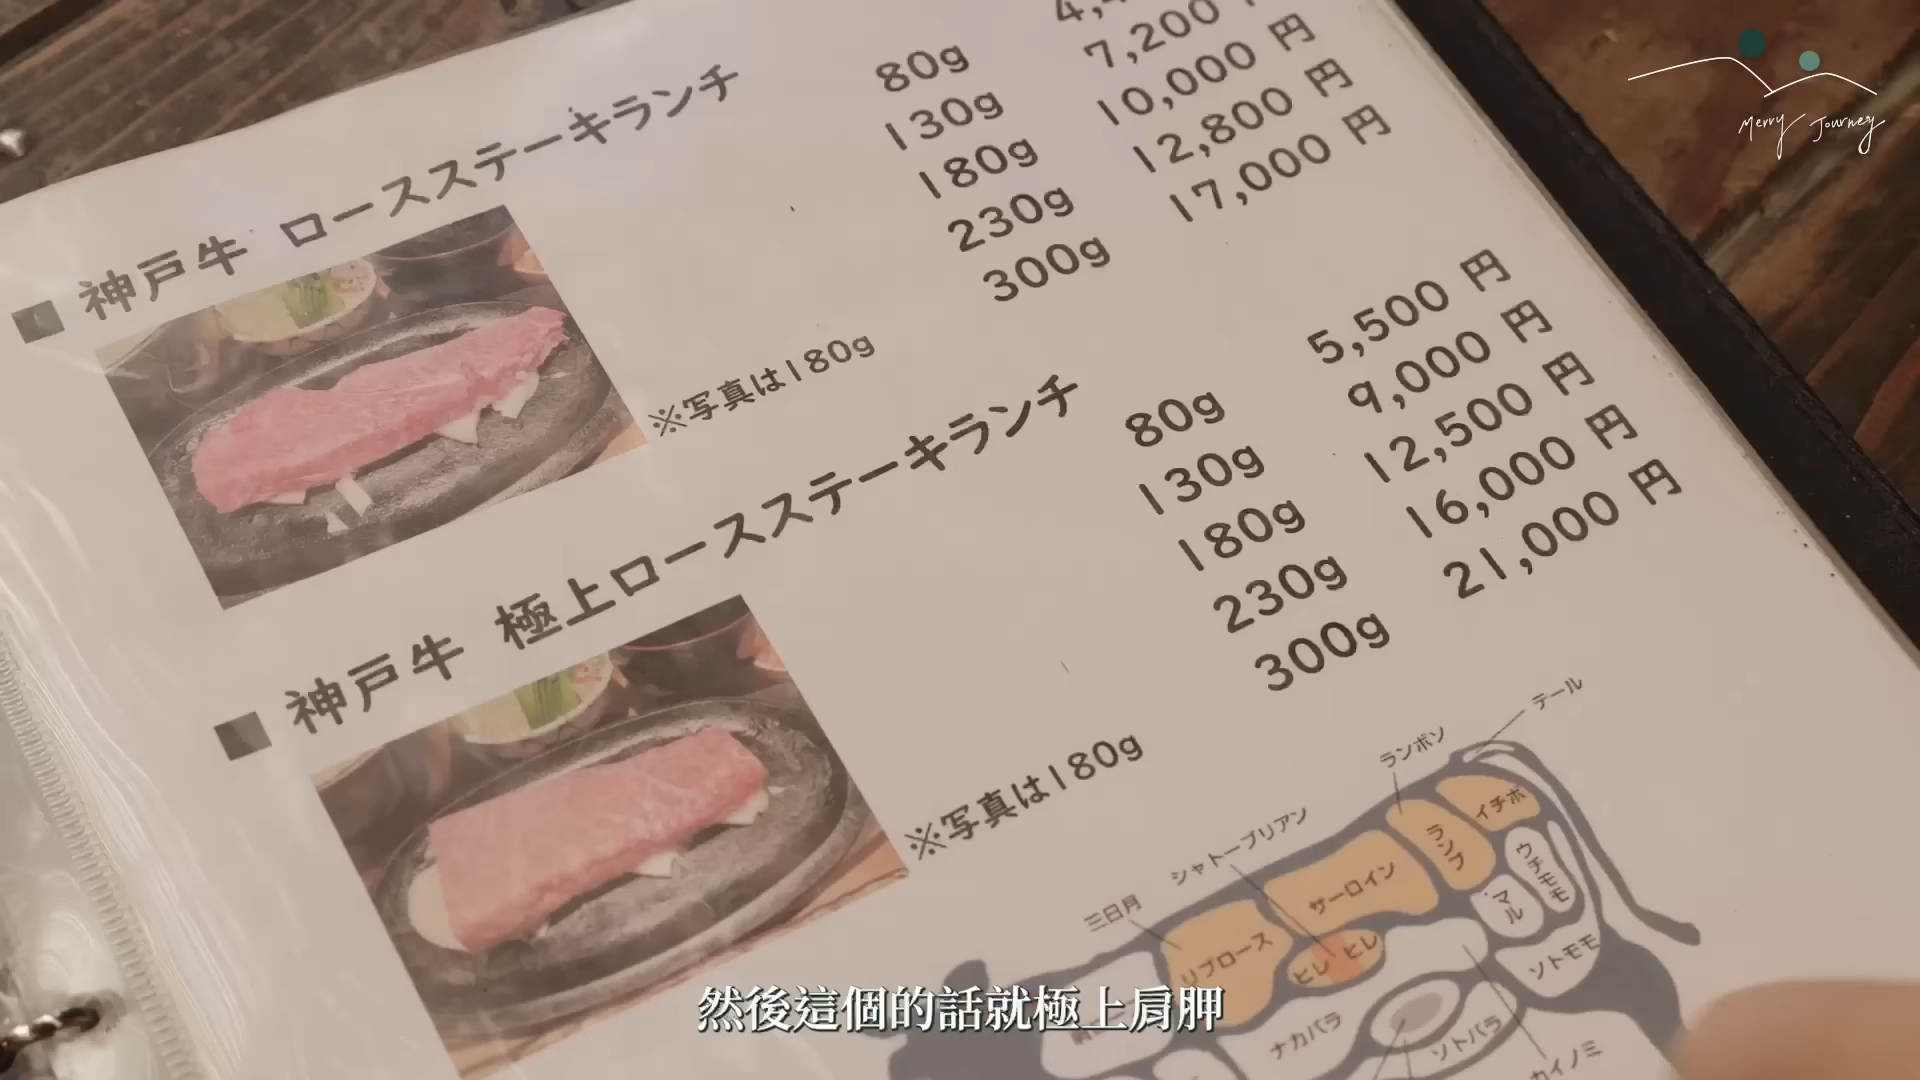 Merry Journey
■ 神戸牛 ロースステーキランチ
80g
130g 7,200
180g 10,000 円
230g 12,800 円
300g 17,000 円
※写真は180g
■ 神戸牛 極上ロースステーキランチ
80g 5,500 円
130g 9,000 円
180g 12,500 円
230g 16,000 円
300g 21,000 円
※写真は180g
テール
ランボソ
イチボ
シャトーブリアン
ランプ
ウチモモ
サーロイン
マル
三日月
リブロース
ヒレ ヒレ
ソトモモ
ナカバラ
ソトバラ
カイノミ
然後這個的話就極上肩胛